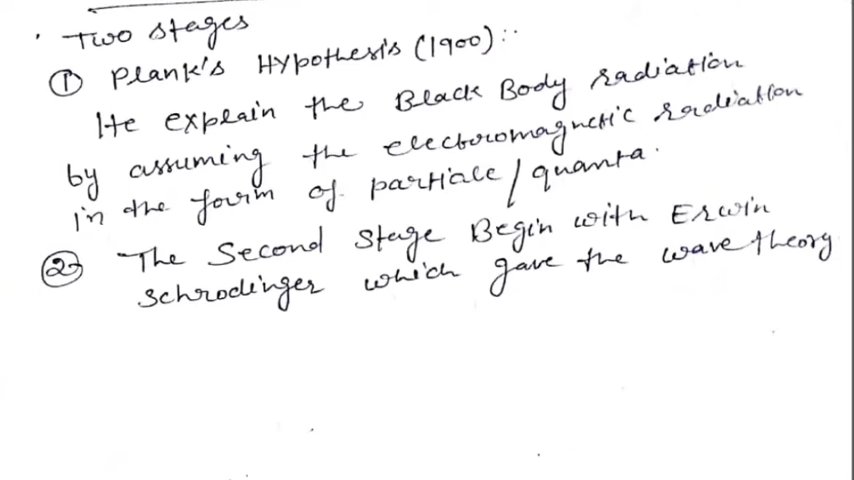 Two stages
① Plank's Hypothesis (1900):
He explain the Black Body radiation
by assuming the electromagnetic radiation
in the form of particle / quanta.
② The Second Stage Begin with Erwin
Schrodinger which gave the wave theory